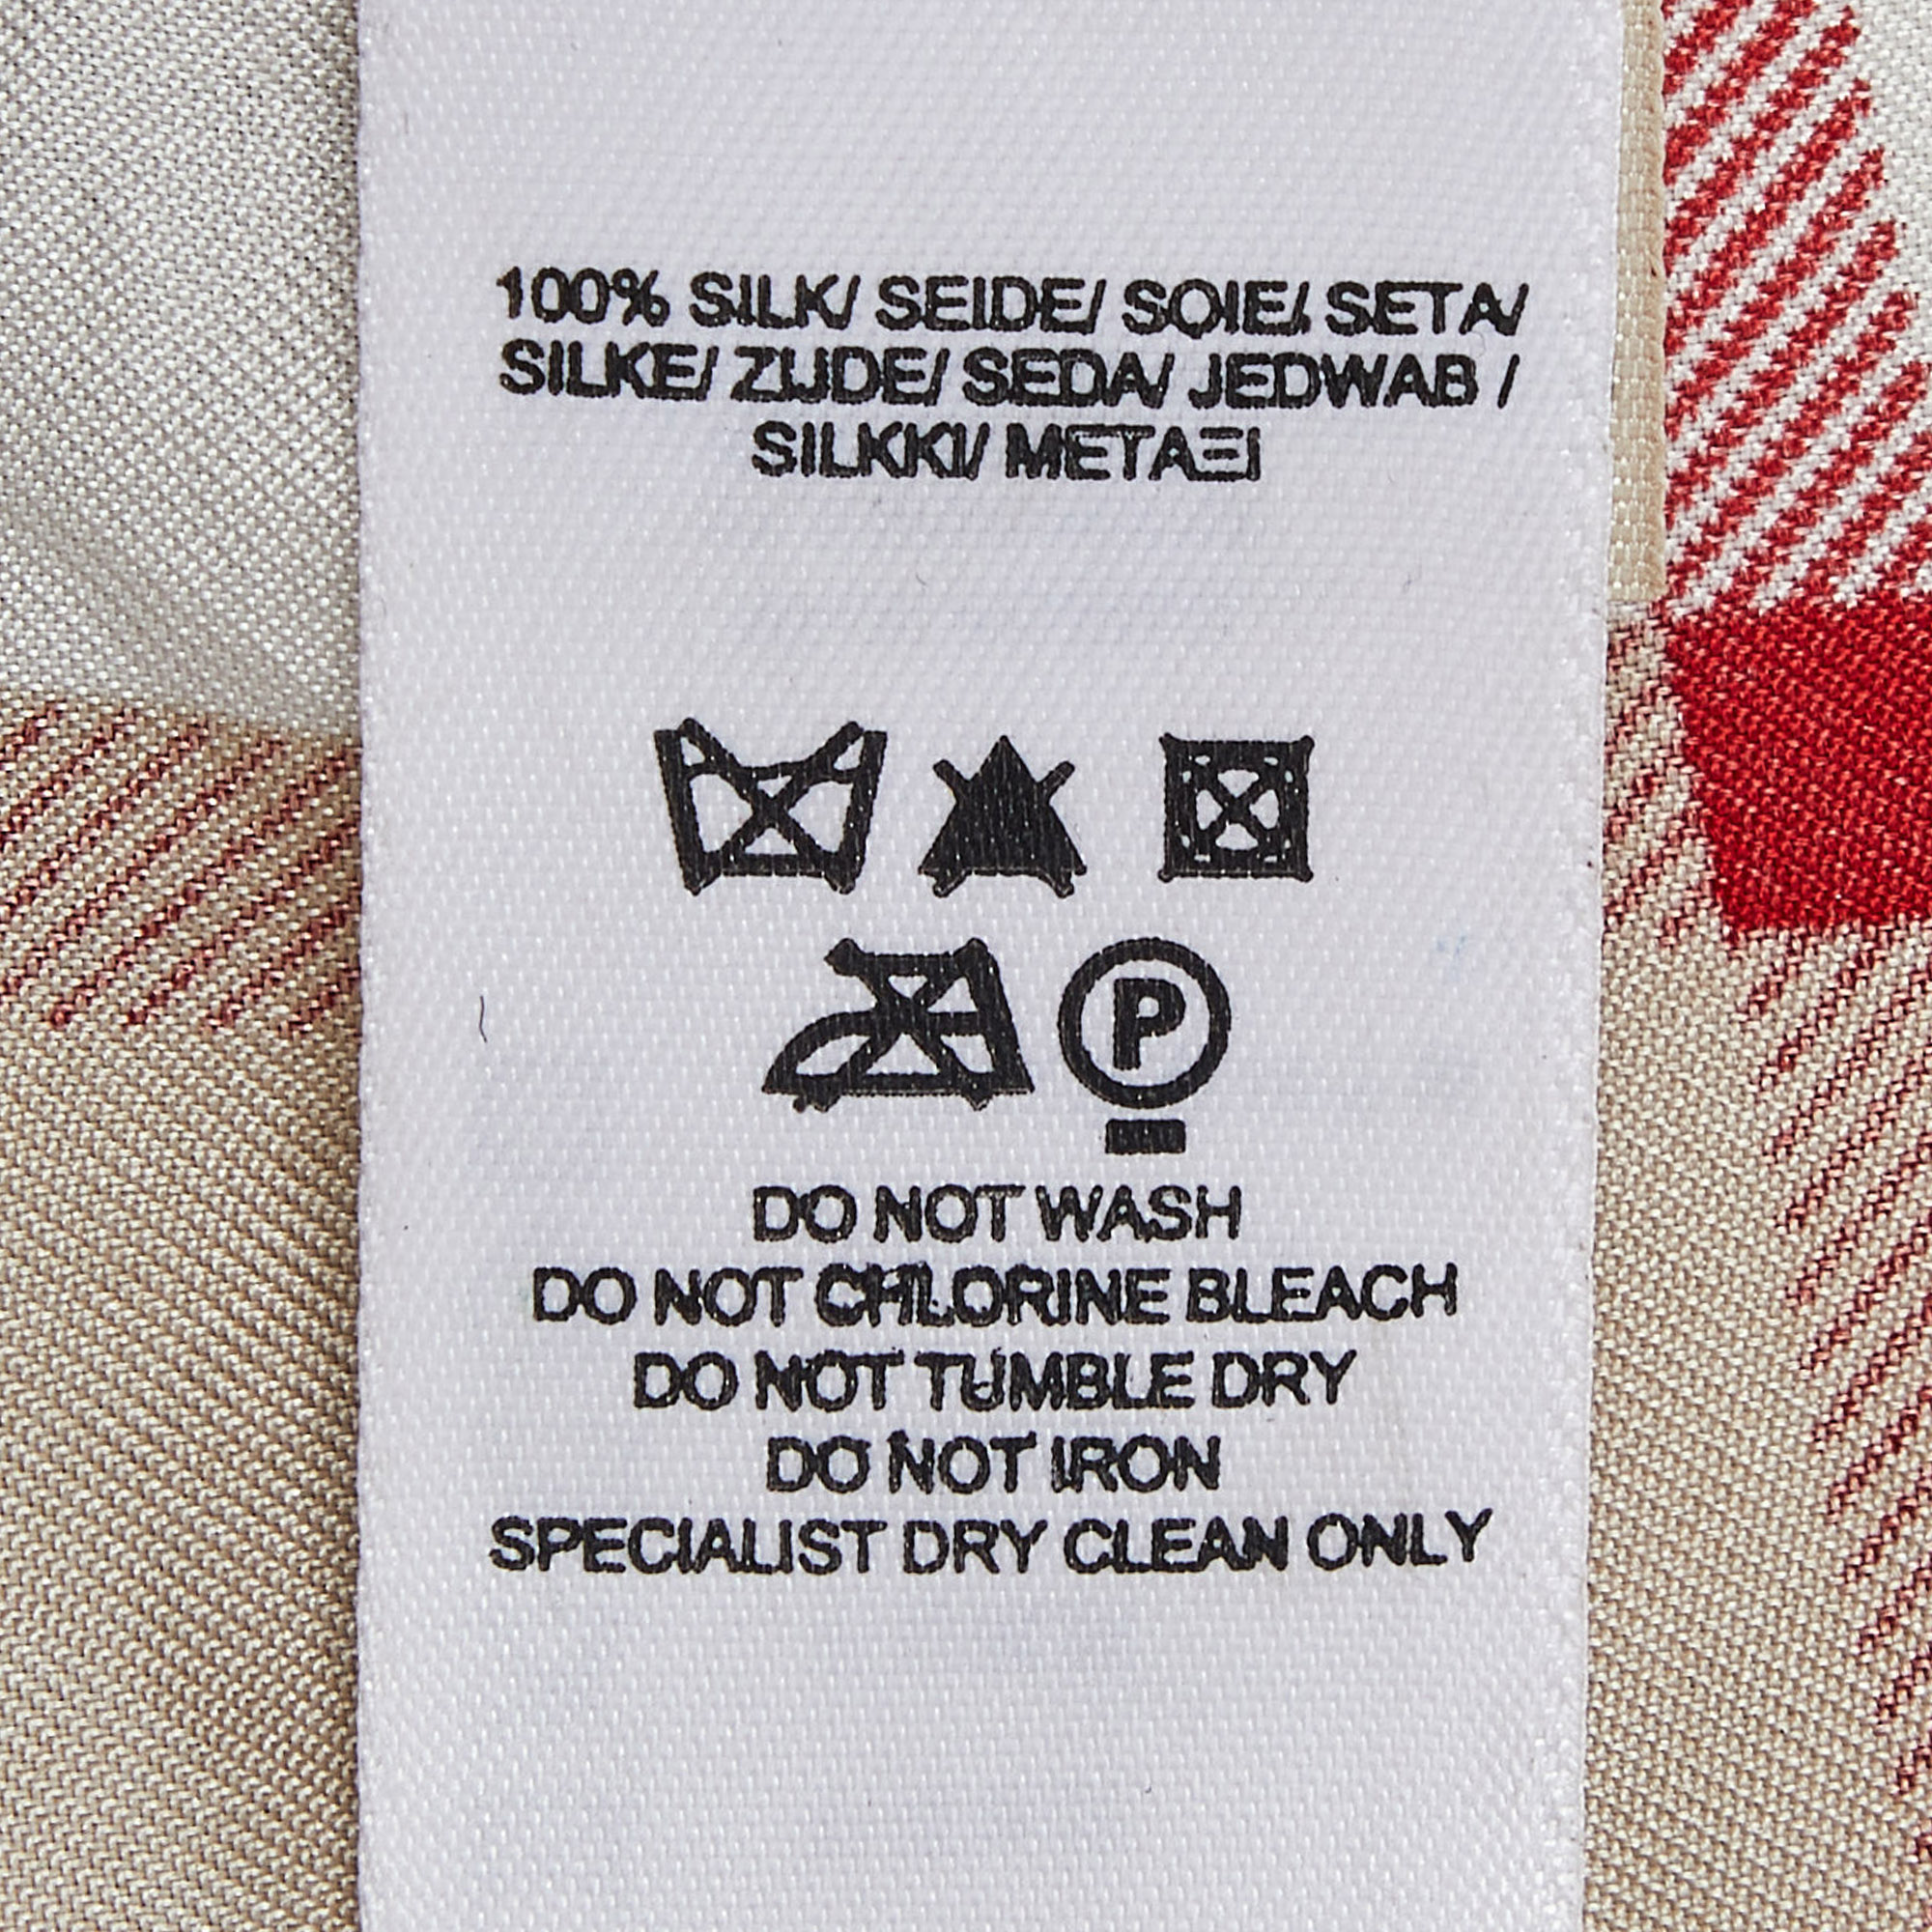 100% SILK/ SEIDE/ SOIE/ SETA/
SILKE/ ZIJDE/ SEDA/ JEDWAB /
SILKKI/ ΜΕΤΑΞΙ
P
DO NOT WASH
DO NOT CHLORINE BLEACH
DO NOT TUMBLE DRY
DO NOT IRON
SPECIALIST DRY CLEAN ONLY